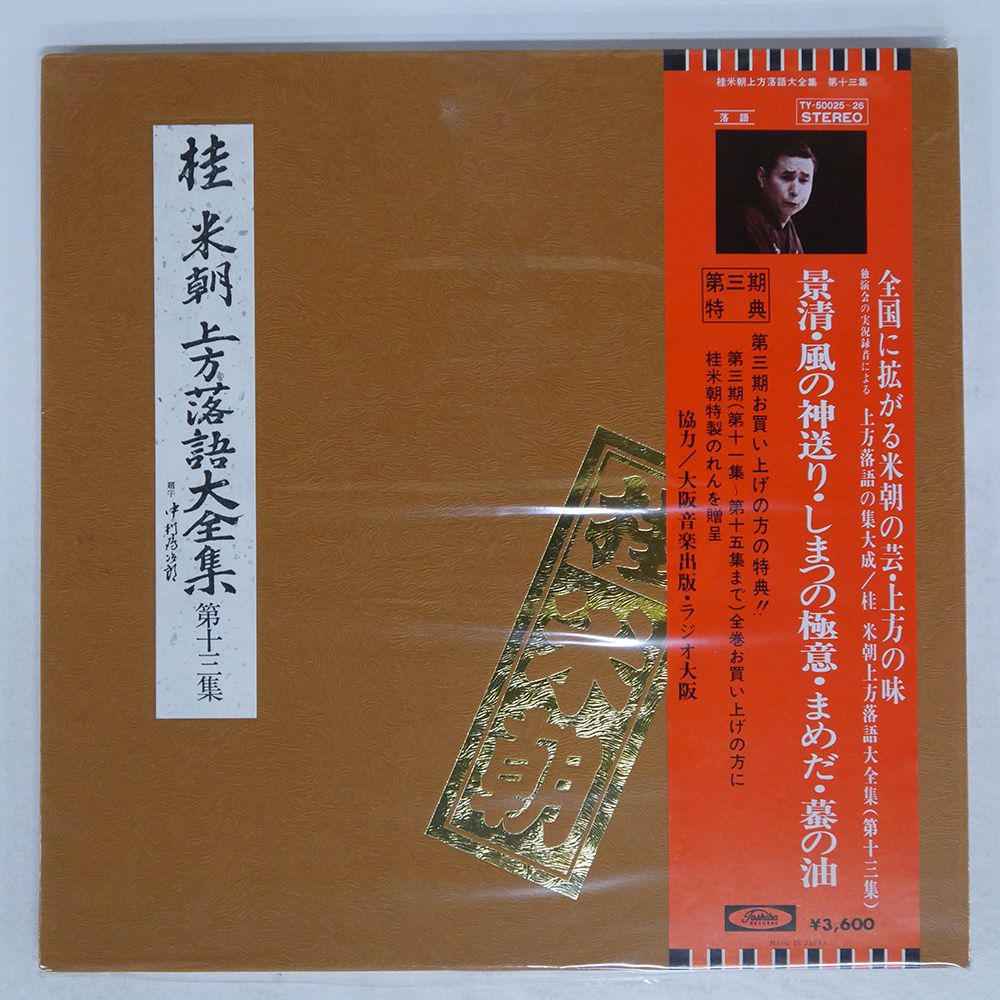 桂米朝上方落語大全集 第十三集
題字
TY-50025~26
STEREO
落語
第三期
特典
全国に拡がる米朝の芸・上方の味
独演会の実況録音による 上方落語の集大成/桂 米朝上方落語大全集(第十三集)
景清・風の神送り・しまつの極意・まめだ・蟇の油
第三期お買い上げの方の特典!!
第三期(第十一集~第十五集まで)全巻お買い上げの方に
桂米朝特製のれんを贈呈
協力/大阪音楽出版・ラジオ大阪
桂米朝上方落語大全集 第十三集
桂米朝
Toshiba
RECORDS
¥3,600
MADE IN JAPAN